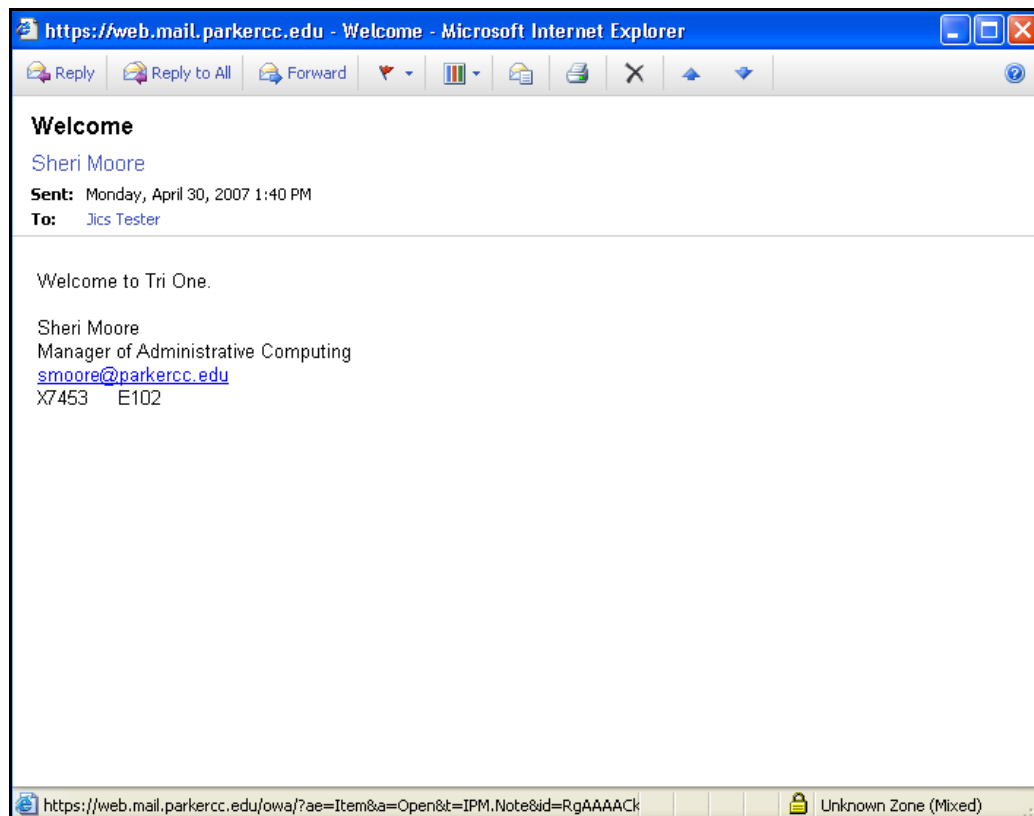 https://web.mail.parkercc.edu - Welcome - Microsoft Internet Explorer
Reply Reply to All Forward
Welcome
Sheri Moore
Sent: Monday, April 30, 2007 1:40 PM
To: Jics Tester
Welcome to Tri One.
Sheri Moore
Manager of Administrative Computing
smoore@parkercc.edu
X7453 E102
https://web.mail.parkercc.edu/owa/?ae=Item&a=Open&t=IPM.Note&id=RgAAAACk Unknown Zone (Mixed)